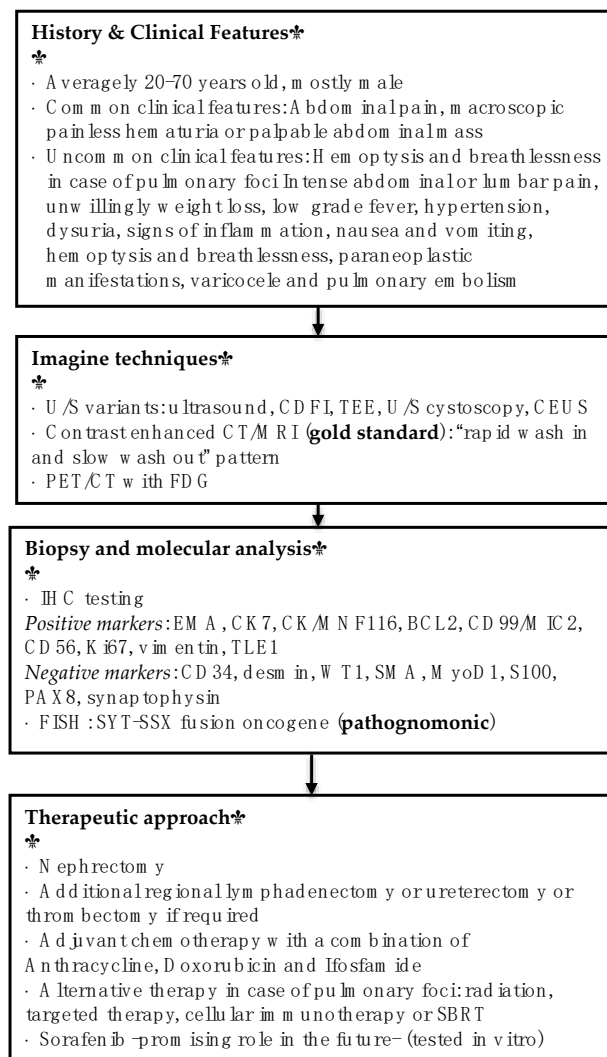 History & Clinical Features⚜
⚜
· Averagely 20-70 years old, mostly male
· Common clinical features: Abdominal pain, macroscopic
painless hematuria or palpable abdominal mass
· Uncommon clinical features: Hemoptysis and breathlessness
in case of pulmonary foci Intense abdominal or lumbar pain,
unwillingly weight loss, low grade fever, hypertension,
dysuria, signs of inflammation, nausea and vomiting,
hemoptysis and breathlessness, paraneoplastic
manifestations, varicocele and pulmonary embolism
Imagine techniques⚜
⚜
· U/S variants: ultrasound, CDFI, TEE, U/S cystoscopy, CEUS
· Contrast enhanced CT/MRI (gold standard): “rapid wash in
and slow wash out” pattern
· PET/CT with FDG
Biopsy and molecular analysis⚜
⚜
· IHC testing
Positive markers: EMA, CK7, CK/MNF116, BCL2, CD99/MIC2,
CD56, Ki67, vimentin, TLE1
Negative markers: CD34, desmin, WT1, SMA, MyoD1, S100,
PAX8, synaptophysin
· FISH: SYT-SSX fusion oncogene (pathognomonic)
Therapeutic approach⚜
⚜
· Nephrectomy
· Additional regional lymphadenectomy or ureterectomy or
thrombectomy if required
· Adjuvant chemotherapy with a combination of
Anthracycline, Doxorubicin and Ifosfamide
· Alternative therapy in case of pulmonary foci: radiation,
targeted therapy, cellular immunotherapy or SBRT
· Sorafenib -promising role in the future- (tested in vitro)